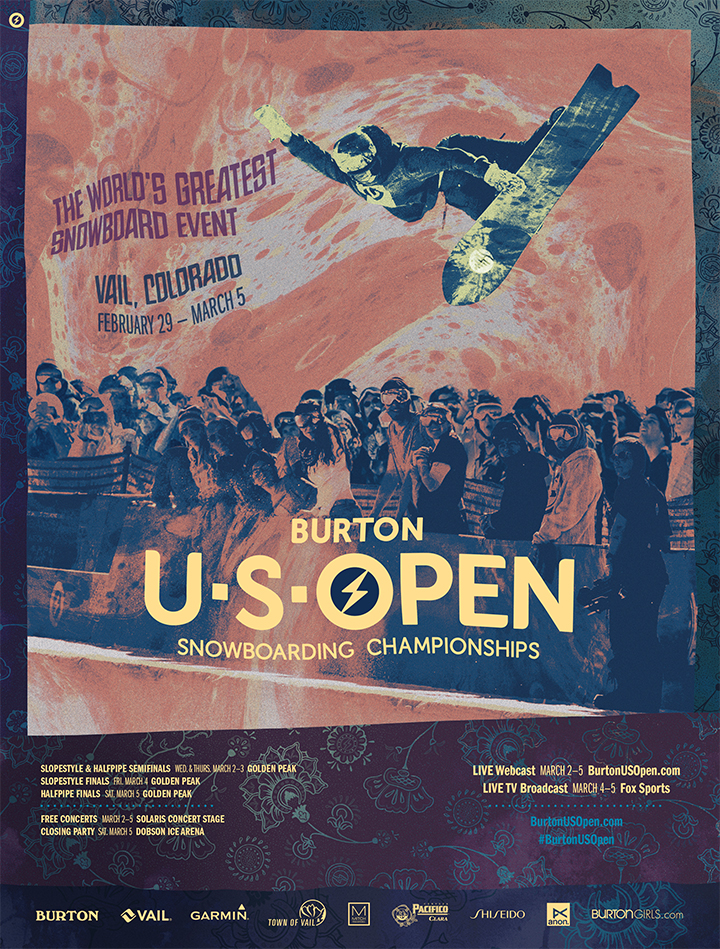 THE WORLD'S GREATEST
SNOWBOARD EVENT
VAIL, COLORADO
FEBRUARY 29 – MARCH 5
BURTON
U·S·OPEN
SNOWBOARDING CHAMPIONSHIPS
SLOPESTYLE & HALFPIPE SEMIFINALS WED. & THURS. MARCH 2–3 GOLDEN PEAK
SLOPESTYLE FINALS FRI. MARCH 4 GOLDEN PEAK
HALFPIPE FINALS SAT. MARCH 5 GOLDEN PEAK
FREE CONCERTS MARCH 2–5 SOLARIS CONCERT STAGE
CLOSING PARTY SAT. MARCH 5 DOBSON ICE ARENA
LIVE Webcast MARCH 2–5 BurtonUSOpen.com
LIVE TV Broadcast MARCH 4–5 Fox Sports
BurtonUSOpen.com
#BurtonUSOpen
BURTON VAIL GARMIN TOWN OF VAIL M PACIFICO CLARA SHISEIDO anon. BURTONGIRLS.com